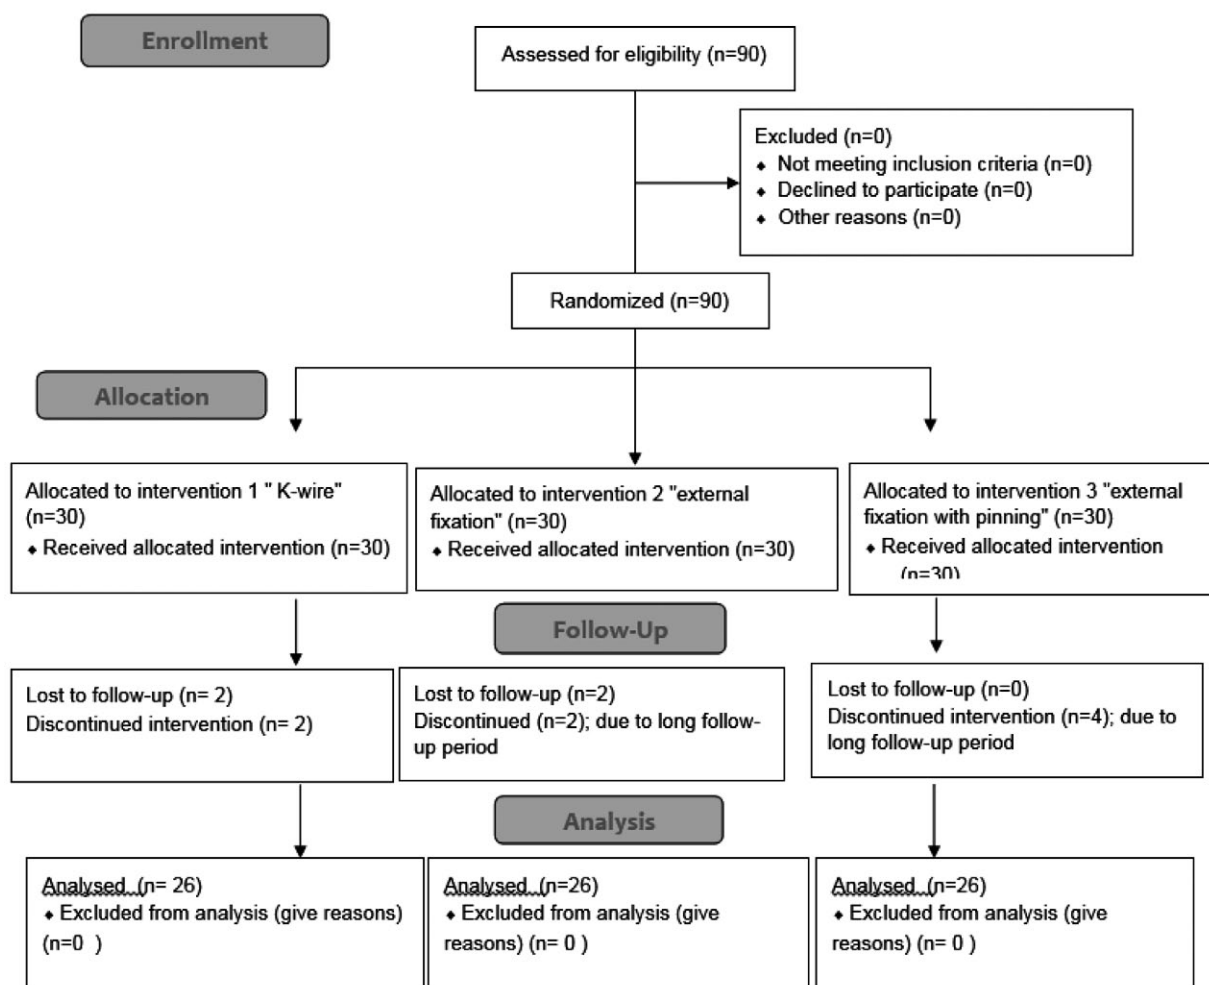 Enrollment
Assessed for eligibility (n=90)
Excluded (n=0)
⬥ Not meeting inclusion criteria (n=0)
⬥ Declined to participate (n=0)
⬥ Other reasons (n=0)
Randomized (n=90)
Allocation
Allocated to intervention 1 " K-wire"
(n=30)
⬥ Received allocated intervention (n=30)
Allocated to intervention 2 "external
fixation" (n=30)
⬥ Received allocated intervention (n=30)
Allocated to intervention 3 "external
fixation with pinning" (n=30)
⬥ Received allocated intervention
(n=30)
Follow-Up
Lost to follow-up (n= 2)
Discontinued intervention (n= 2)
Lost to follow-up (n=2)
Discontinued (n=2); due to long follow-
up period
Lost to follow-up (n=0)
Discontinued intervention (n=4); due to
long follow-up period
Analysis
Analysed (n= 26)
⬥ Excluded from analysis (give reasons)
(n=0 )
Analysed (n=26)
⬥ Excluded from analysis (give
reasons) (n= 0 )
Analysed (n=26)
⬥ Excluded from analysis (give
reasons) (n= 0 )